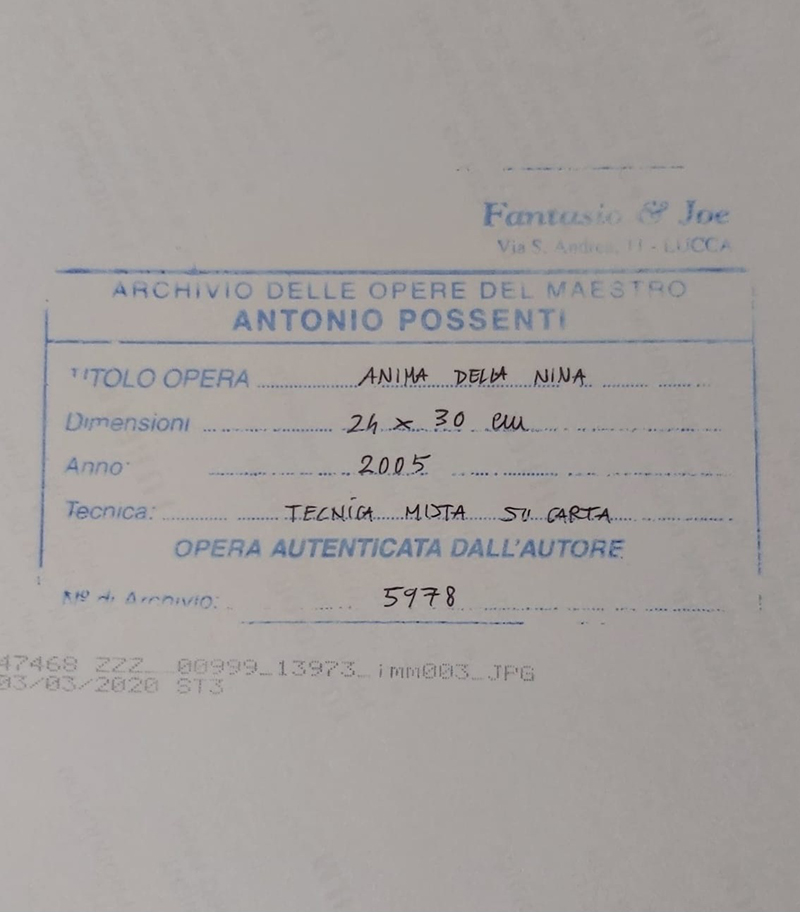 Fantasio & Joe
Via S. Andrea, 11 - LUCCA
ARCHIVIO DELLE OPERE DEL MAESTRO
ANTONIO POSSENTI
TITOLO OPERA ANIMA DELLA NINA
Dimensioni 24 x 30 cm
Anno: 2005
Tecnica: TECNICA MISTA SU CARTA
OPERA AUTENTICATA DALL'AUTORE
Nº di Archivio: 5978
47468 ZZZ 00999_13973_imm003_JPG
03/03/2020 ST3